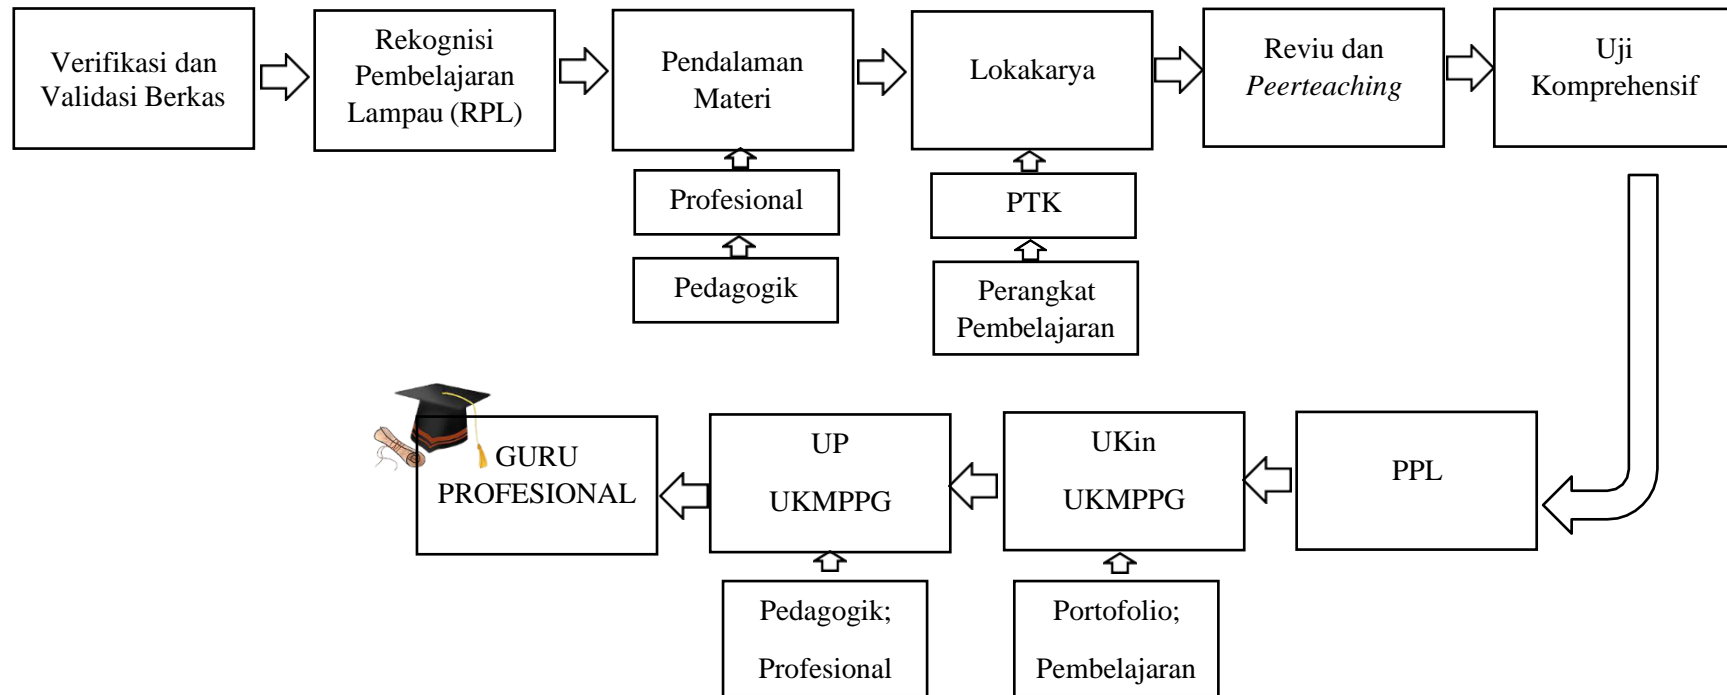 Verifikasi dan
Validasi Berkas
Rekognisi
Pembelajaran
Lampau (RPL)
Pendalaman
Materi
Lokakarya
Reviu dan
Peerteaching
Uji
Komprehensif
Profesional
Pedagogik
PTK
Perangkat
Pembelajaran
GURU
PROFESIONAL
UP
UKMPPG
UKin
UKMPPG
PPL
Pedagogik;
Profesional
Portofolio;
Pembelajaran